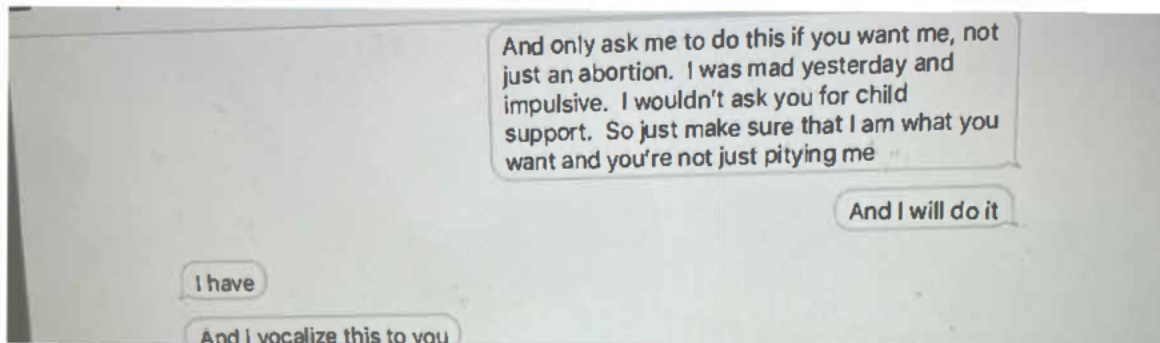 And only ask me to do this if you want me, not
just an abortion.  I was mad yesterday and
impulsive.  I wouldn't ask you for child
support.  So just make sure that I am what you
want and you're not just pitying me
And I will do it
I have
And I vocalize this to you